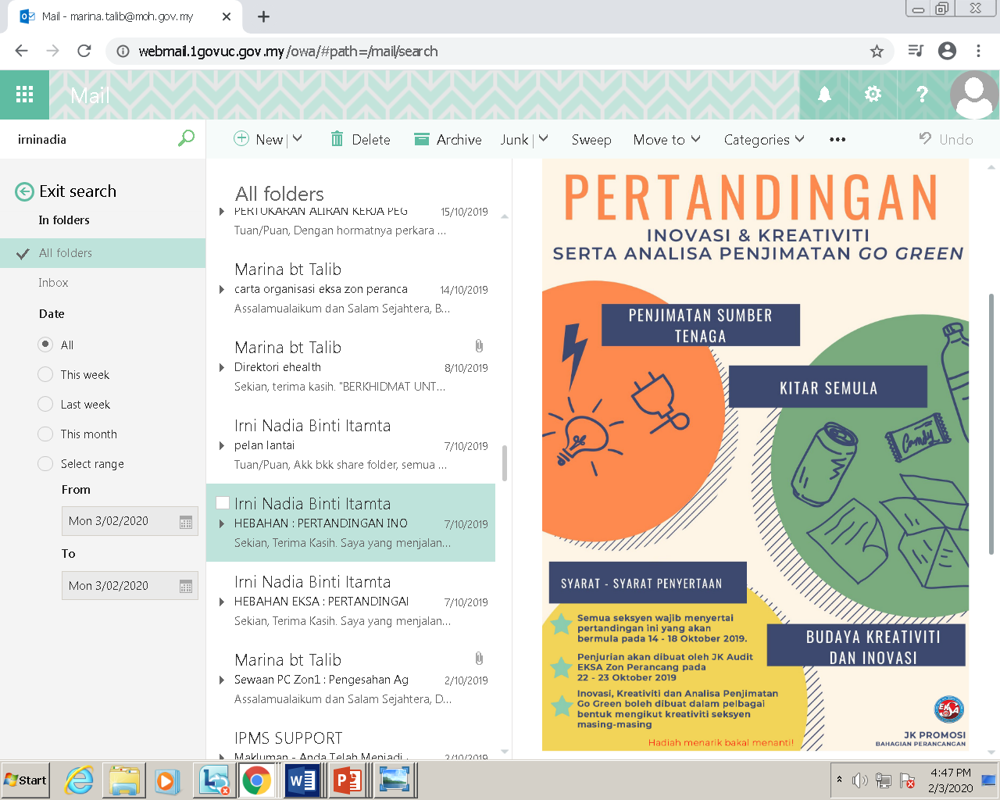 Mail - marina.talib@moh.gov.my
webmail.1govuc.gov.my/owa/#path=/mail/search
Mail
irninadia
New
Delete
Archive
Junk
Sweep
Move to
Categories
Undo
Exit search
In folders
All folders
Inbox
Date
All
This week
Last week
This month
Select range
From
Mon 3/02/2020
To
Mon 3/02/2020
All folders
PERTUKARAN ALIRAN KERJA PEG 15/10/2019
Tuan/Puan, Dengan hormatnya perkara ...
Marina bt Talib
carta organisasi eksa zon peranca 14/10/2019
Assalamualaikum dan Salam Sejahtera, B...
Marina bt Talib
Direktori ehealth 8/10/2019
Sekian, terima kasih. "BERKHIDMAT UNT...
Irni Nadia Binti Itamta
pelan lantai 7/10/2019
Tuan/Puan, Akk bkk share folder, semua ...
Irni Nadia Binti Itamta
HEBAHAN : PERTANDINGAN INO 7/10/2019
Sekian, Terima Kasih. Saya yang menjalan...
Irni Nadia Binti Itamta
HEBAHAN EKSA : PERTANDINGAI 7/10/2019
Sekian, Terima Kasih. Saya yang menjalan...
Marina bt Talib
Sewaan PC Zon1 : Pengesahan Ag 2/10/2019
Assalamualaikum dan Salam Sejahtera, D...
IPMS SUPPORT
Makluman - Anda Telah Menjadi 2/10/2019
PERTANDINGAN
INOVASI & KREATIVITI
SERTA ANALISA PENJIMATAN GO GREEN
PENJIMATAN SUMBER
TENAGA
KITAR SEMULA
Candy
SYARAT - SYARAT PENYERTAAN
Semua seksyen wajib menyertai
pertandingan ini yang akan
bermula pada 14 - 18 Oktober 2019.
Penjurian akan dibuat oleh JK Audit
EKSA Zon Perancang pada
22 - 23 Oktober 2019
Inovasi, Kreativiti dan Analisa Penjimatan
Go Green boleh dibuat dalam pelbagai
bentuk mengikut kreativiti seksyen
masing-masing
Hadiah menarik bakal menanti!
BUDAYA KREATIVITI
DAN INOVASI
EKSA
JK PROMOSI
BAHAGIAN PERANCANGAN
Start
4:47 PM
2/3/2020